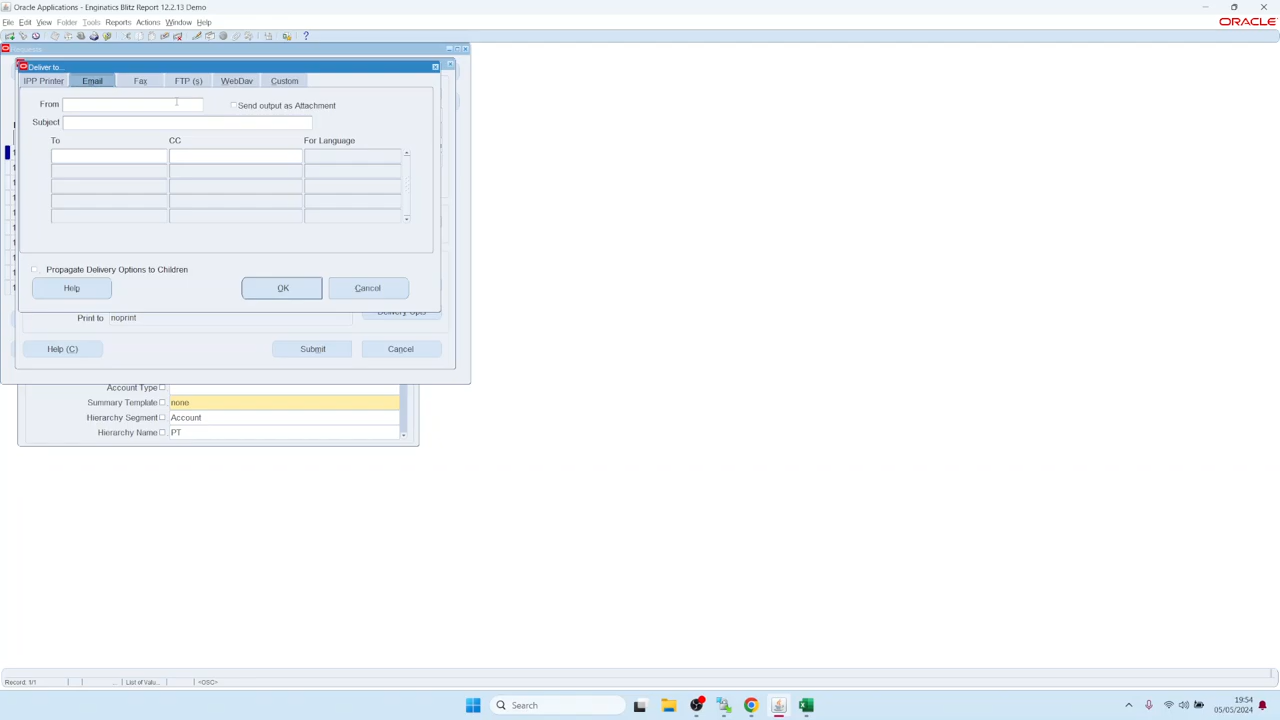 Oracle Applications - Enginatics Blitz Report 12.2.13 Demo
File Edit View Folder Tools Reports Actions Window Help
ORACLE
Requests
Deliver to...
IPP Printer Email Fax FTP (s) WebDav Custom
From
Send output as Attachment
Subject
To CC For Language
Propagate Delivery Options to Children
Help OK Cancel
Print to noprint
Delivery Opts
Help (C) Submit Cancel
Account Type
Summary Template none
Hierarchy Segment Account
Hierarchy Name PT
Record: 1/1 ... List of Valu... <OSC>
Search
19:54
05/05/2024